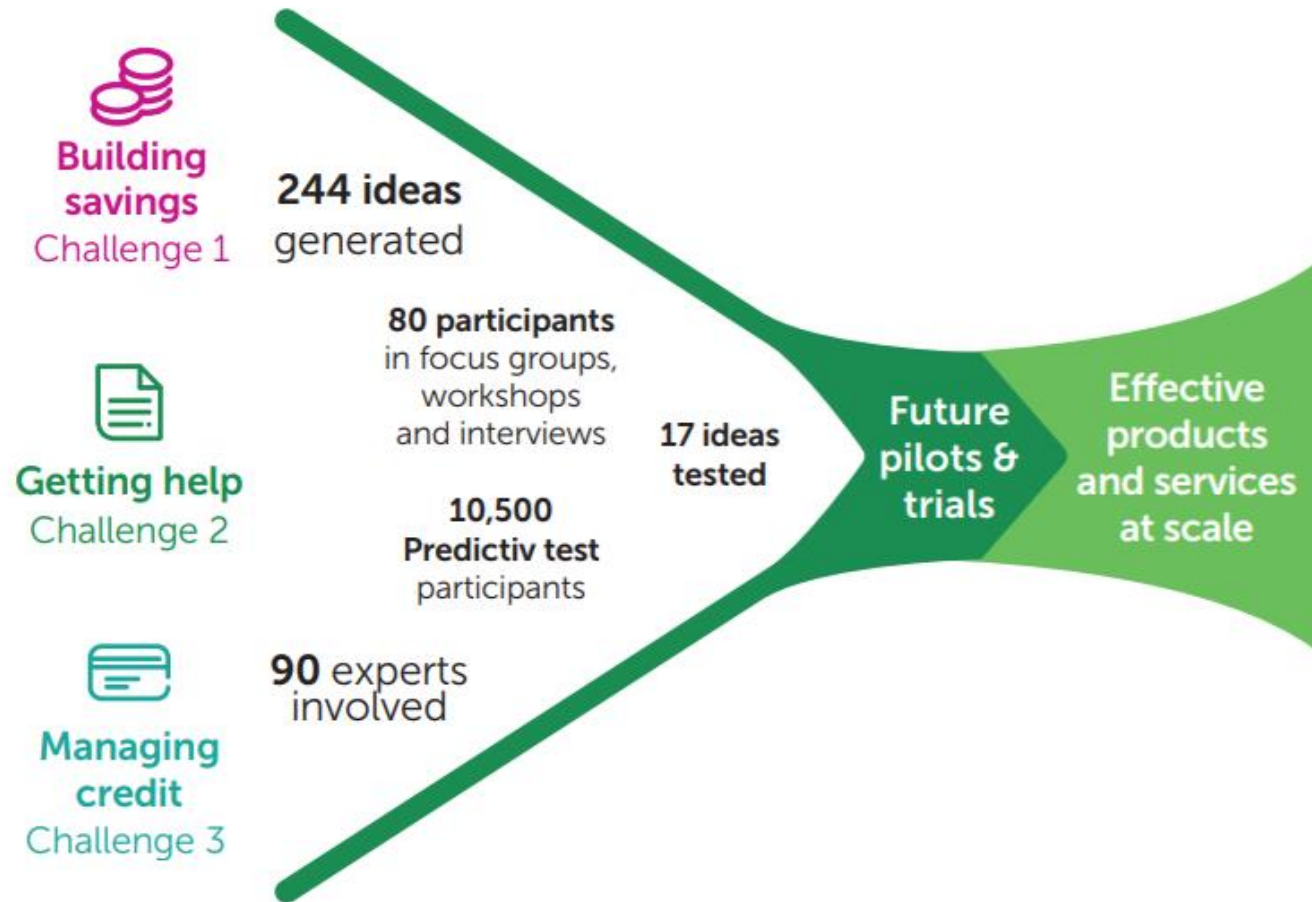 Building
savings
Challenge 1
Getting help
Challenge 2
Managing
credit
Challenge 3
244 ideas
generated
80 participants
in focus groups,
workshops
and interviews
10,500
Predictiv test
participants
90 experts
involved
17 ideas
tested
Future
pilots &
trials
Effective
products
and services
at scale